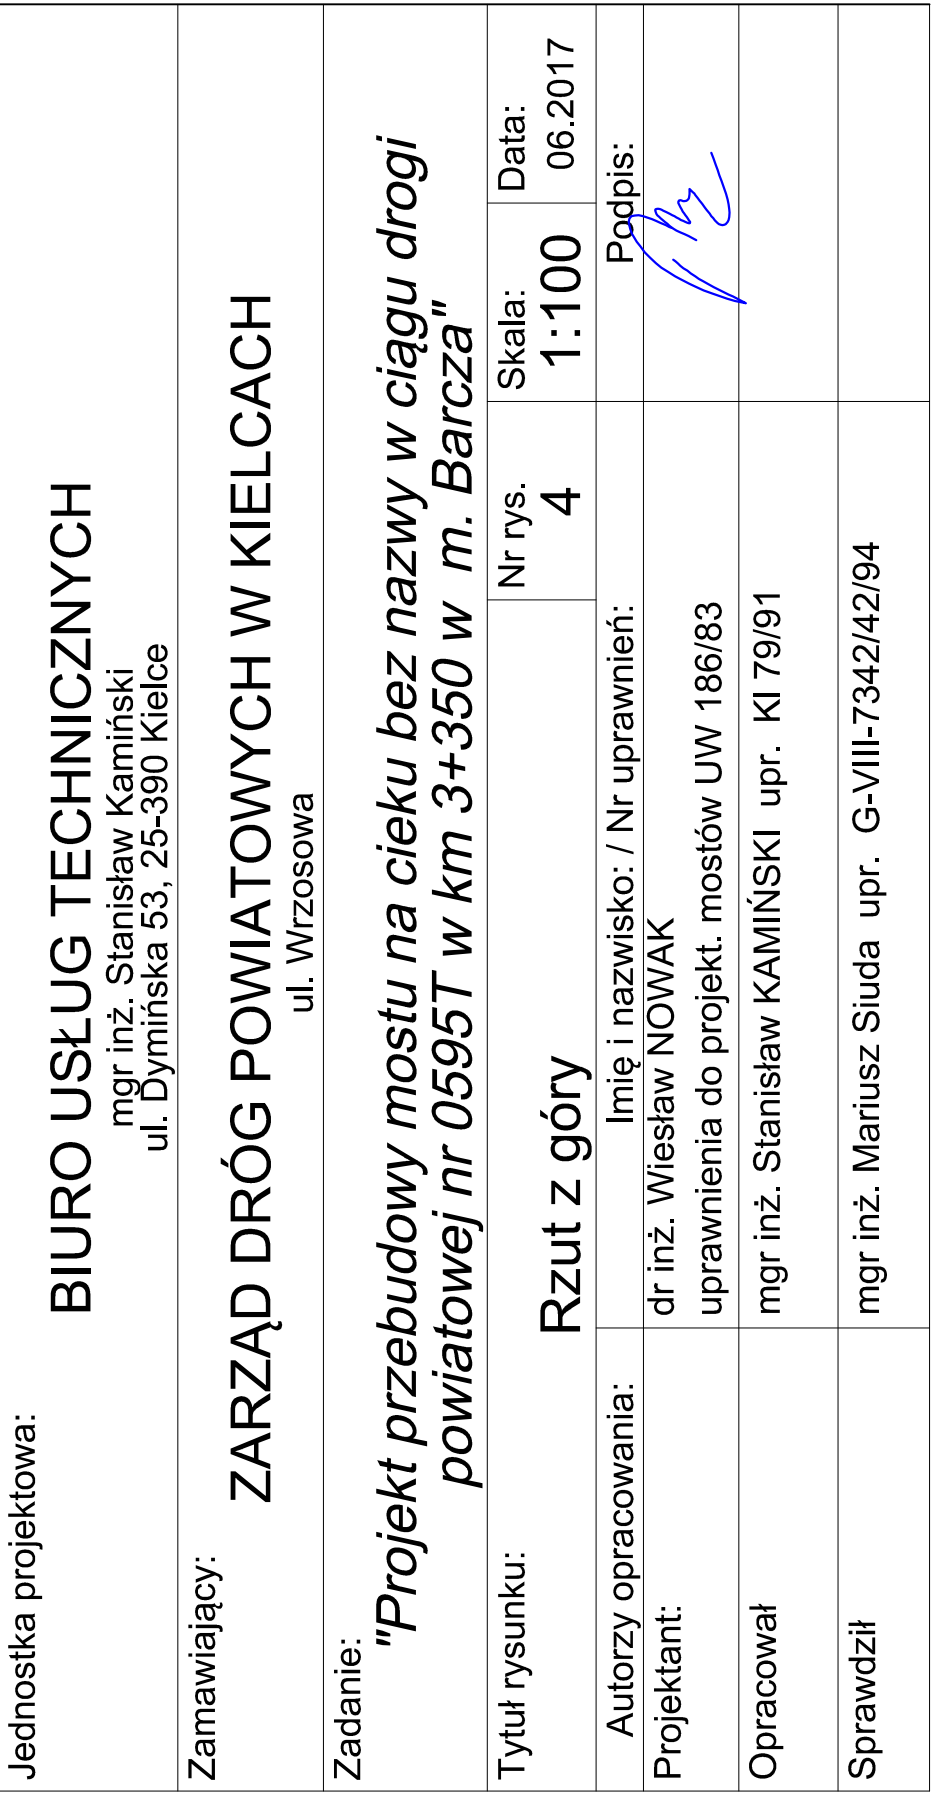 Jednostka projektowa:
BIURO USŁUG TECHNICZNYCH
mgr inż. Stanisław Kamiński
ul. Dymińska 53, 25-390 Kielce
Zamawiający:
ZARZĄD DRÓG POWIATOWYCH W KIELCACH
ul. Wrzosowa
Zadanie:
"Projekt przebudowy mostu na cieku bez nazwy w ciągu drogi
powiatowej nr 0595T w km 3+350 w m. Barcza"
Tytuł rysunku:
Rzut z góry
Nr rys.
4
Skala:
1:100
Data:
06.2017
Autorzy opracowania:
Imię i nazwisko: / Nr uprawnień:
Podpis:
Projektant:
dr inż. Wiesław NOWAK
uprawnienia do projekt. mostów UW 186/83
Opracował
mgr inż. Stanisław KAMIŃSKI upr. KI 79/91
Sprawdził
mgr inż. Mariusz Siuda upr. G-VIII-7342/42/94